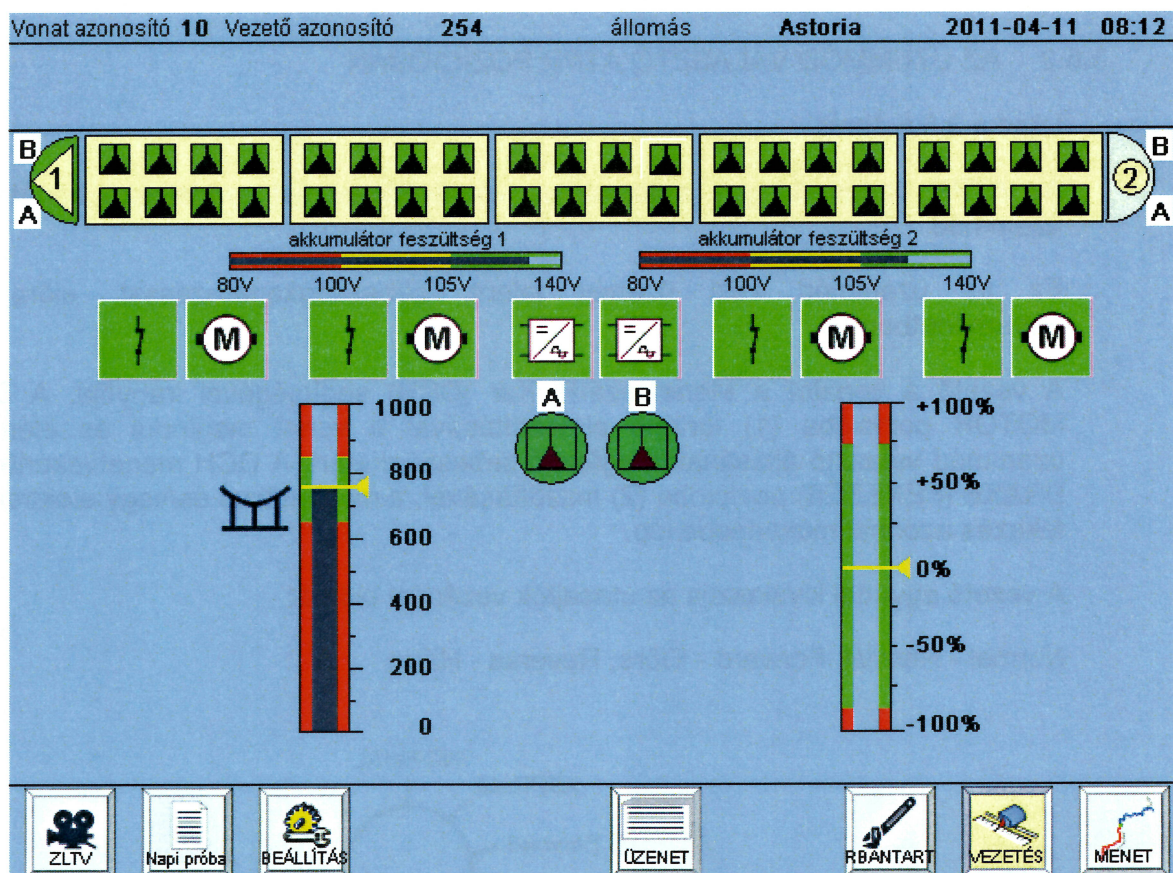 Vonat azonosító 10 Vezető azonosító 254 állomás Astoria 2011-04-11 08:12
B B
1 2
A A
akkumulátor feszültség 1 akkumulátor feszültség 2
80V 100V 105V 140V 80V 100V 105V 140V
M M M M
A B
1000 +100%
800
+50%
600
0%
400
-50%
200
0 -100%
ZLTV Napi próba BEÁLLÍTÁS ÜZENET RBANTART VEZETÉS MENET